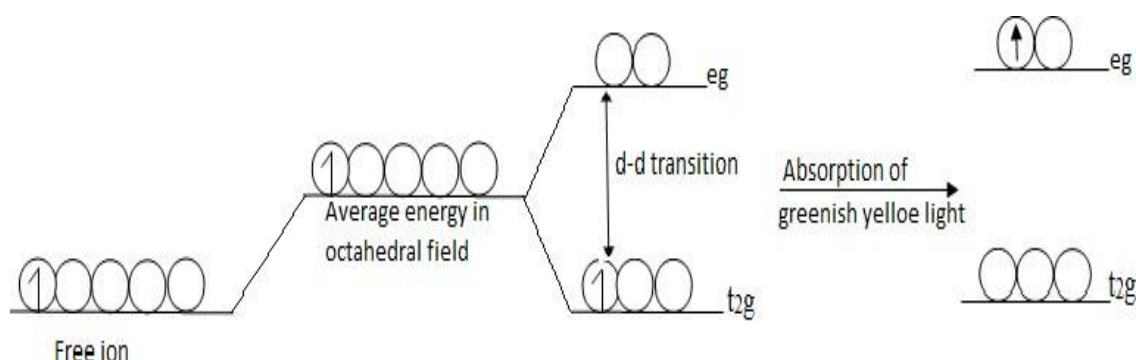 eg
eg
d-d transition
Absorption of
greenish yelloe light
Average energy in
octahedral field
t2g
t2g
Free ion